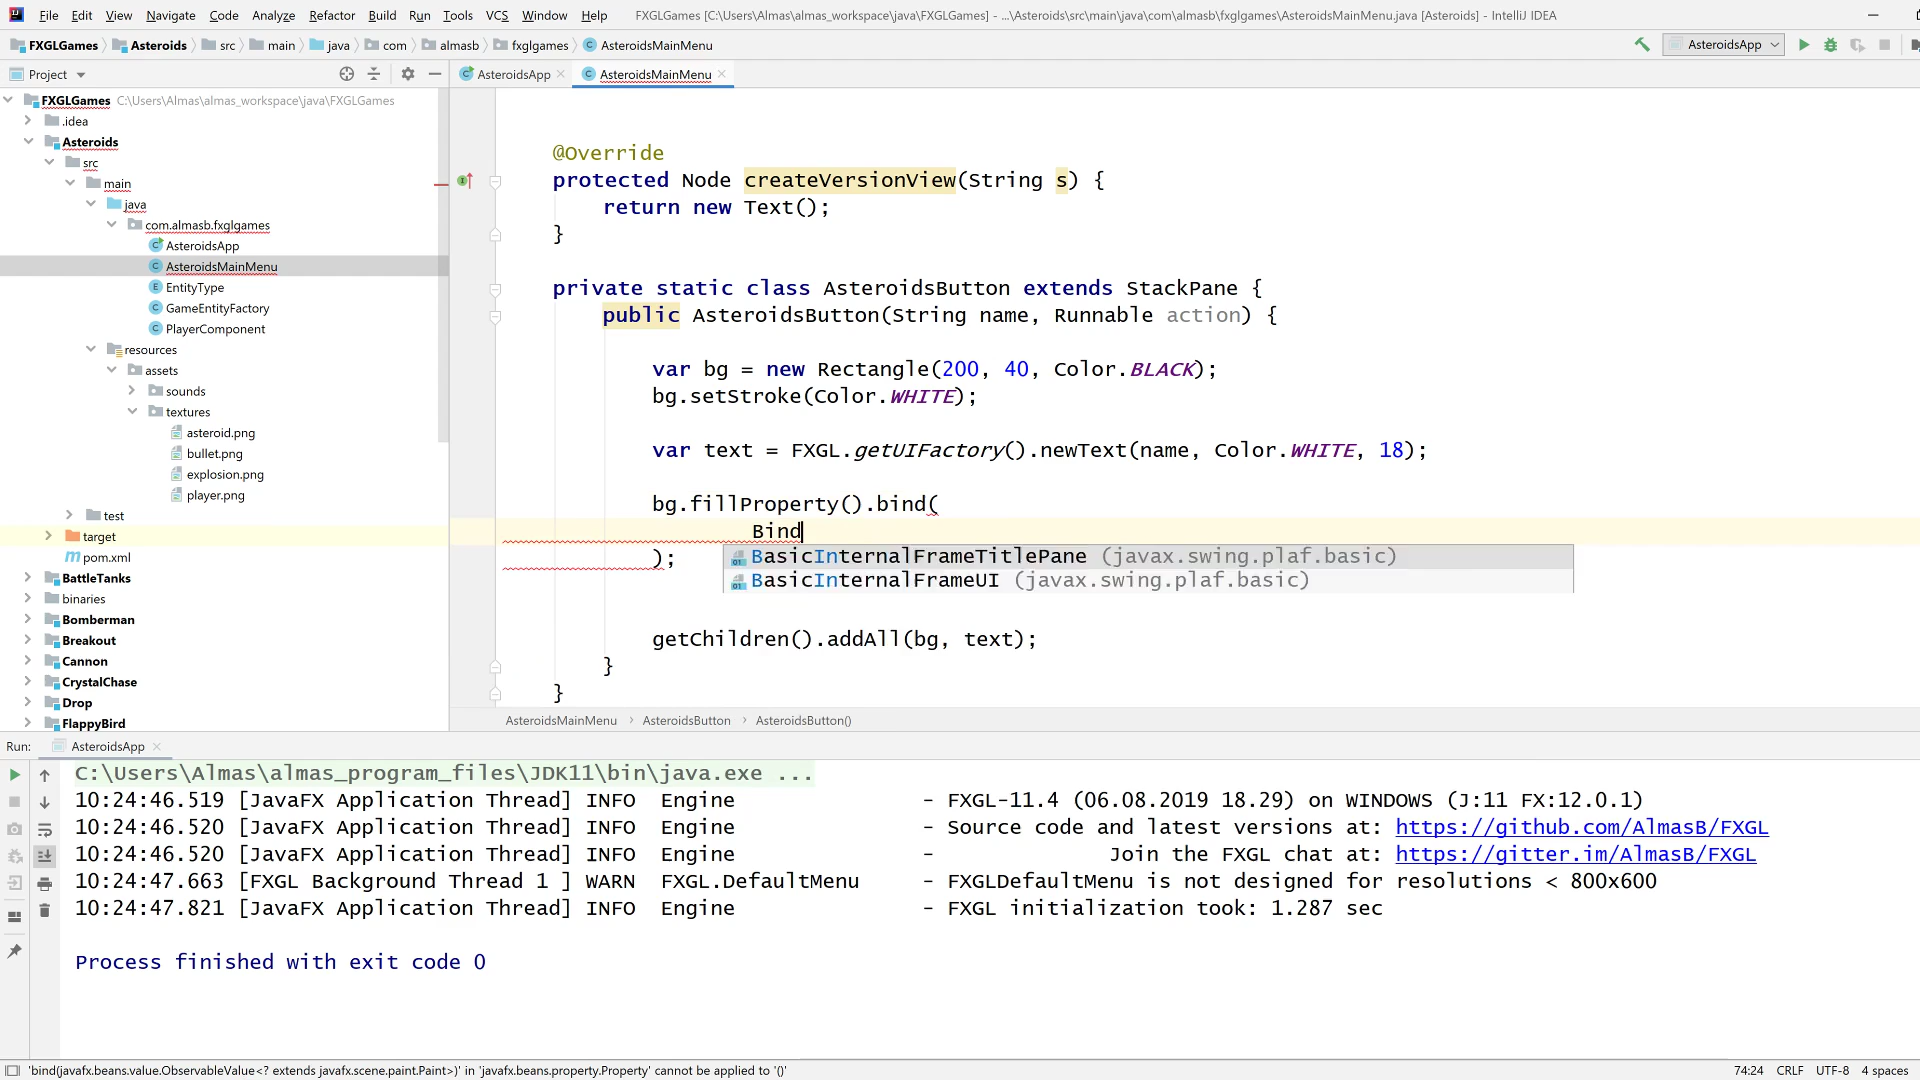 File Edit View Navigate Code Analyze Refactor Build Run Tools VCS Window Help FXGLGames [C:\Users\Almas\almas_workspace\java\FXGLGames] - ...\Asteroids\src\main\java\com\almasb\fxglgames\AsteroidsMainMenu.java [Asteroids] - IntelliJ IDEA
FXGLGames Asteroids src main java com almasb fxglgames AsteroidsMainMenu AsteroidsApp
Project AsteroidsApp AsteroidsMainMenu
FXGLGames C:\Users\Almas\almas_workspace\java\FXGLGames
.idea
Asteroids
src
main
java
com.almasb.fxglgames
AsteroidsApp
AsteroidsMainMenu
EntityType
GameEntityFactory
PlayerComponent
resources
assets
sounds
textures
asteroid.png
bullet.png
explosion.png
player.png
test
target
pom.xml
BattleTanks
binaries
Bomberman
Breakout
Cannon
CrystalChase
Drop
FlappyBird
@Override
protected Node createVersionView(String s) {
return new Text();
}
private static class AsteroidsButton extends StackPane {
public AsteroidsButton(String name, Runnable action) {
var bg = new Rectangle(200, 40, Color.BLACK);
bg.setStroke(Color.WHITE);
var text = FXGL.getUIFactory().newText(name, Color.WHITE, 18);
bg.fillProperty().bind(
Bind
);
BasicInternalFrameTitlePane (javax.swing.plaf.basic)
BasicInternalFrameUI (javax.swing.plaf.basic)
getChildren().addAll(bg, text);
}
}
AsteroidsMainMenu AsteroidsButton AsteroidsButton()
Run: AsteroidsApp
C:\Users\Almas\almas_program_files\JDK11\bin\java.exe ...
10:24:46.519 [JavaFX Application Thread] INFO Engine - FXGL-11.4 (06.08.2019 18.29) on WINDOWS (J:11 FX:12.0.1)
10:24:46.520 [JavaFX Application Thread] INFO Engine - Source code and latest versions at: https://github.com/AlmasB/FXGL
10:24:46.520 [JavaFX Application Thread] INFO Engine - Join the FXGL chat at: https://gitter.im/AlmasB/FXGL
10:24:47.663 [FXGL Background Thread 1 ] WARN FXGL.DefaultMenu - FXGLDefaultMenu is not designed for resolutions < 800x600
10:24:47.821 [JavaFX Application Thread] INFO Engine - FXGL initialization took: 1.287 sec
Process finished with exit code 0
'bind(javafx.beans.value.ObservableValue<? extends javafx.scene.paint.Paint>)' in 'javafx.beans.property.Property' cannot be applied to '()' 74:24 CRLF UTF-8 4 spaces